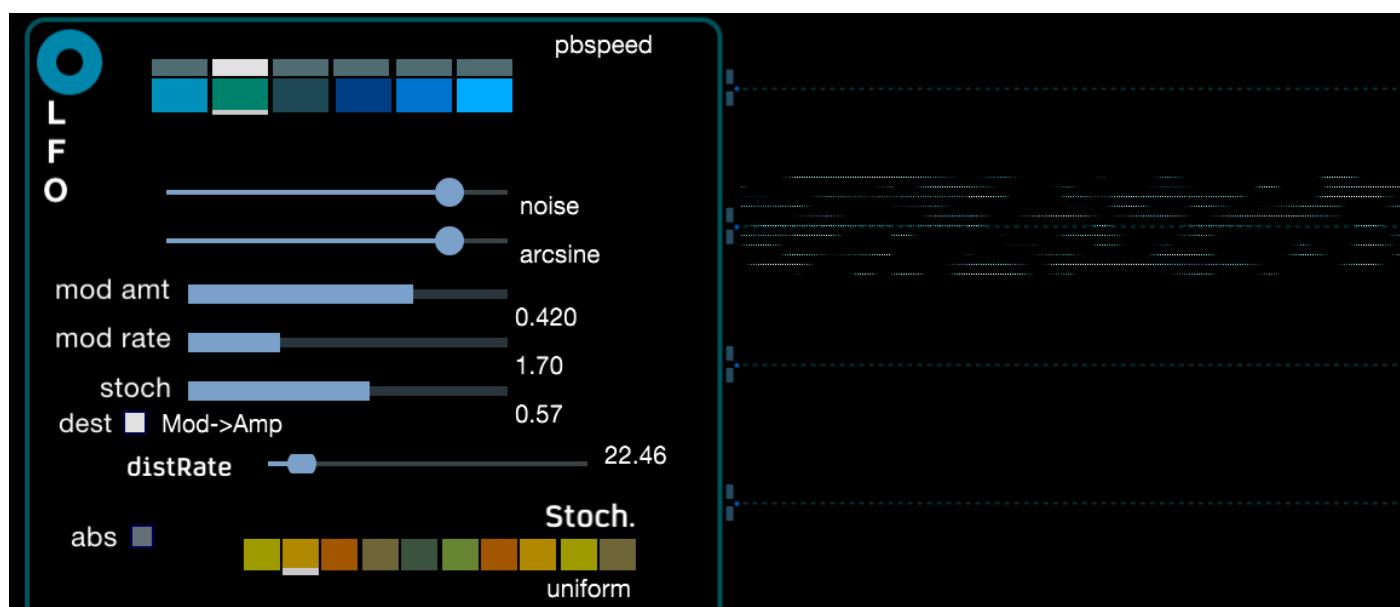 pbspeed
L
F
O
noise
arcsine
mod amt
0.420
mod rate
1.70
stoch
0.57
dest Mod->Amp
distRate 22.46
Stoch.
abs
uniform